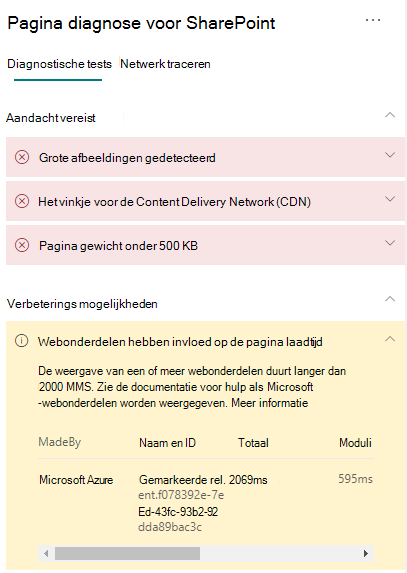 Pagina diagnose voor SharePoint
Diagnostische tests Netwerk traceren
Aandacht vereist
Grote afbeeldingen gedetecteerd
Het vinkje voor de Content Delivery Network (CDN)
Pagina gewicht onder 500 KB
Verbeterings mogelijkheden
Webonderdelen hebben invloed op de pagina laadtijd
De weergave van een of meer webonderdelen duurt langer dan
2000 MMS. Zie de documentatie voor hulp als Microsoft
-webonderdelen worden weergegeven. Meer informatie
MadeBy Naam en ID Totaal Moduli
Microsoft Azure Gemarkeerde rel. 2069ms 595ms
ent.f078392e-7e
Ed-43fc-93b2-92
dda89bac3c